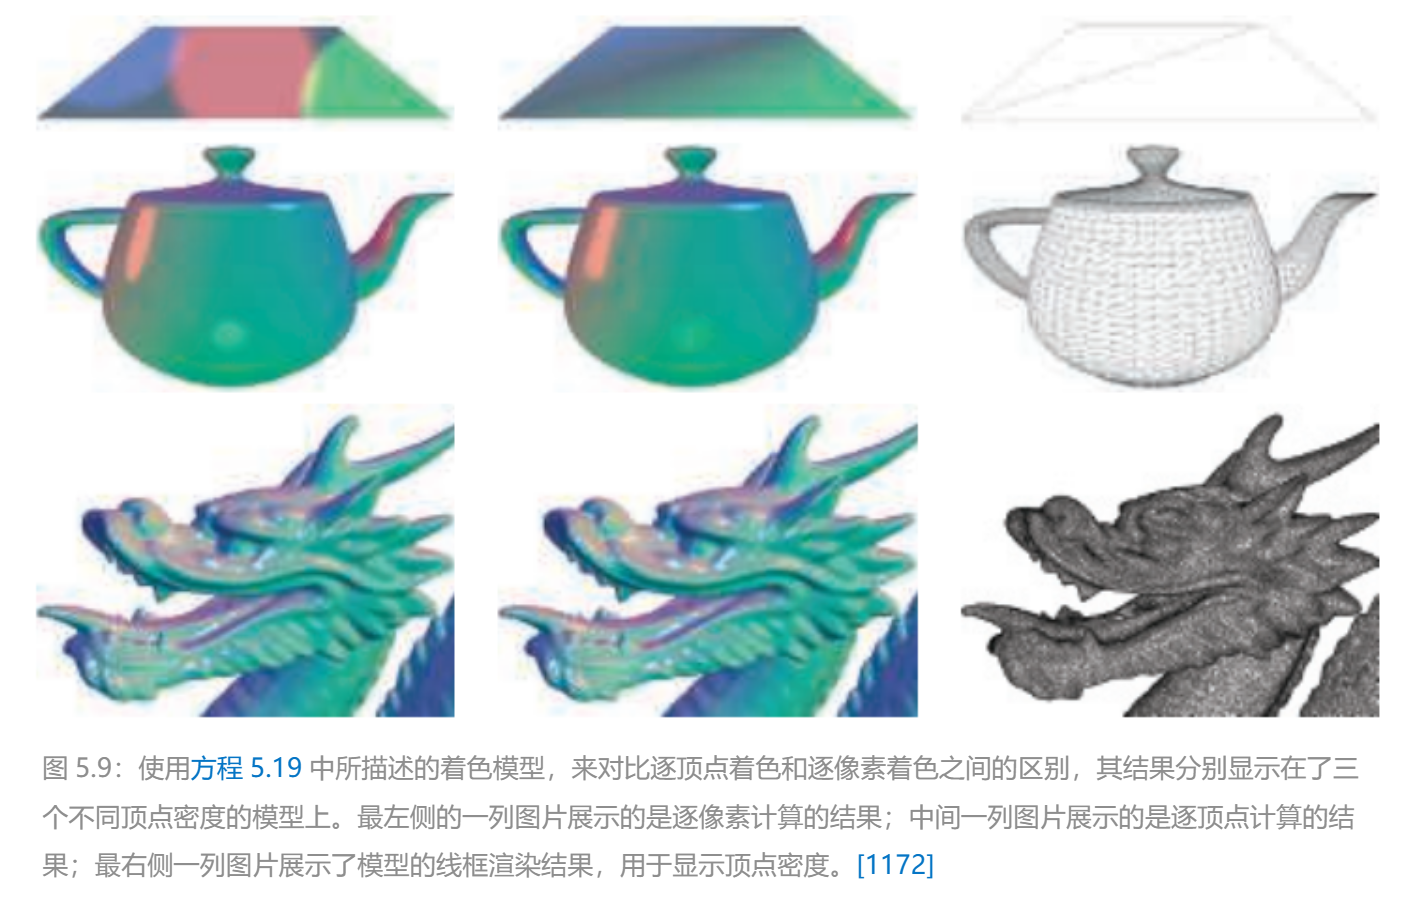 图 5.9：使用方程 5.19 中所描述的着色模型，来对比逐顶点着色和逐像素着色之间的区别，其结果分别显示在了三
个不同顶点密度的模型上。最左侧的一列图片展示的是逐像素计算的结果；中间一列图片展示的是逐顶点计算的结
果；最右侧一列图片展示了模型的线框渲染结果，用于显示顶点密度。[1172]